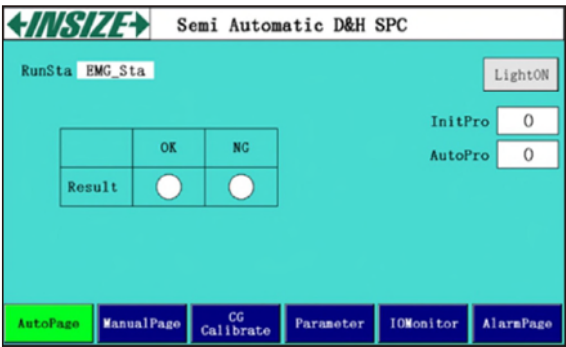 INSIZE Semi Automatic D&H SPC
RunSta EMG_Sta
LightON
InitPro 0
AutoPro 0
OK NG
Result
AutoPage ManualPage CG Calibrate Parameter IOMonitor AlarmPage